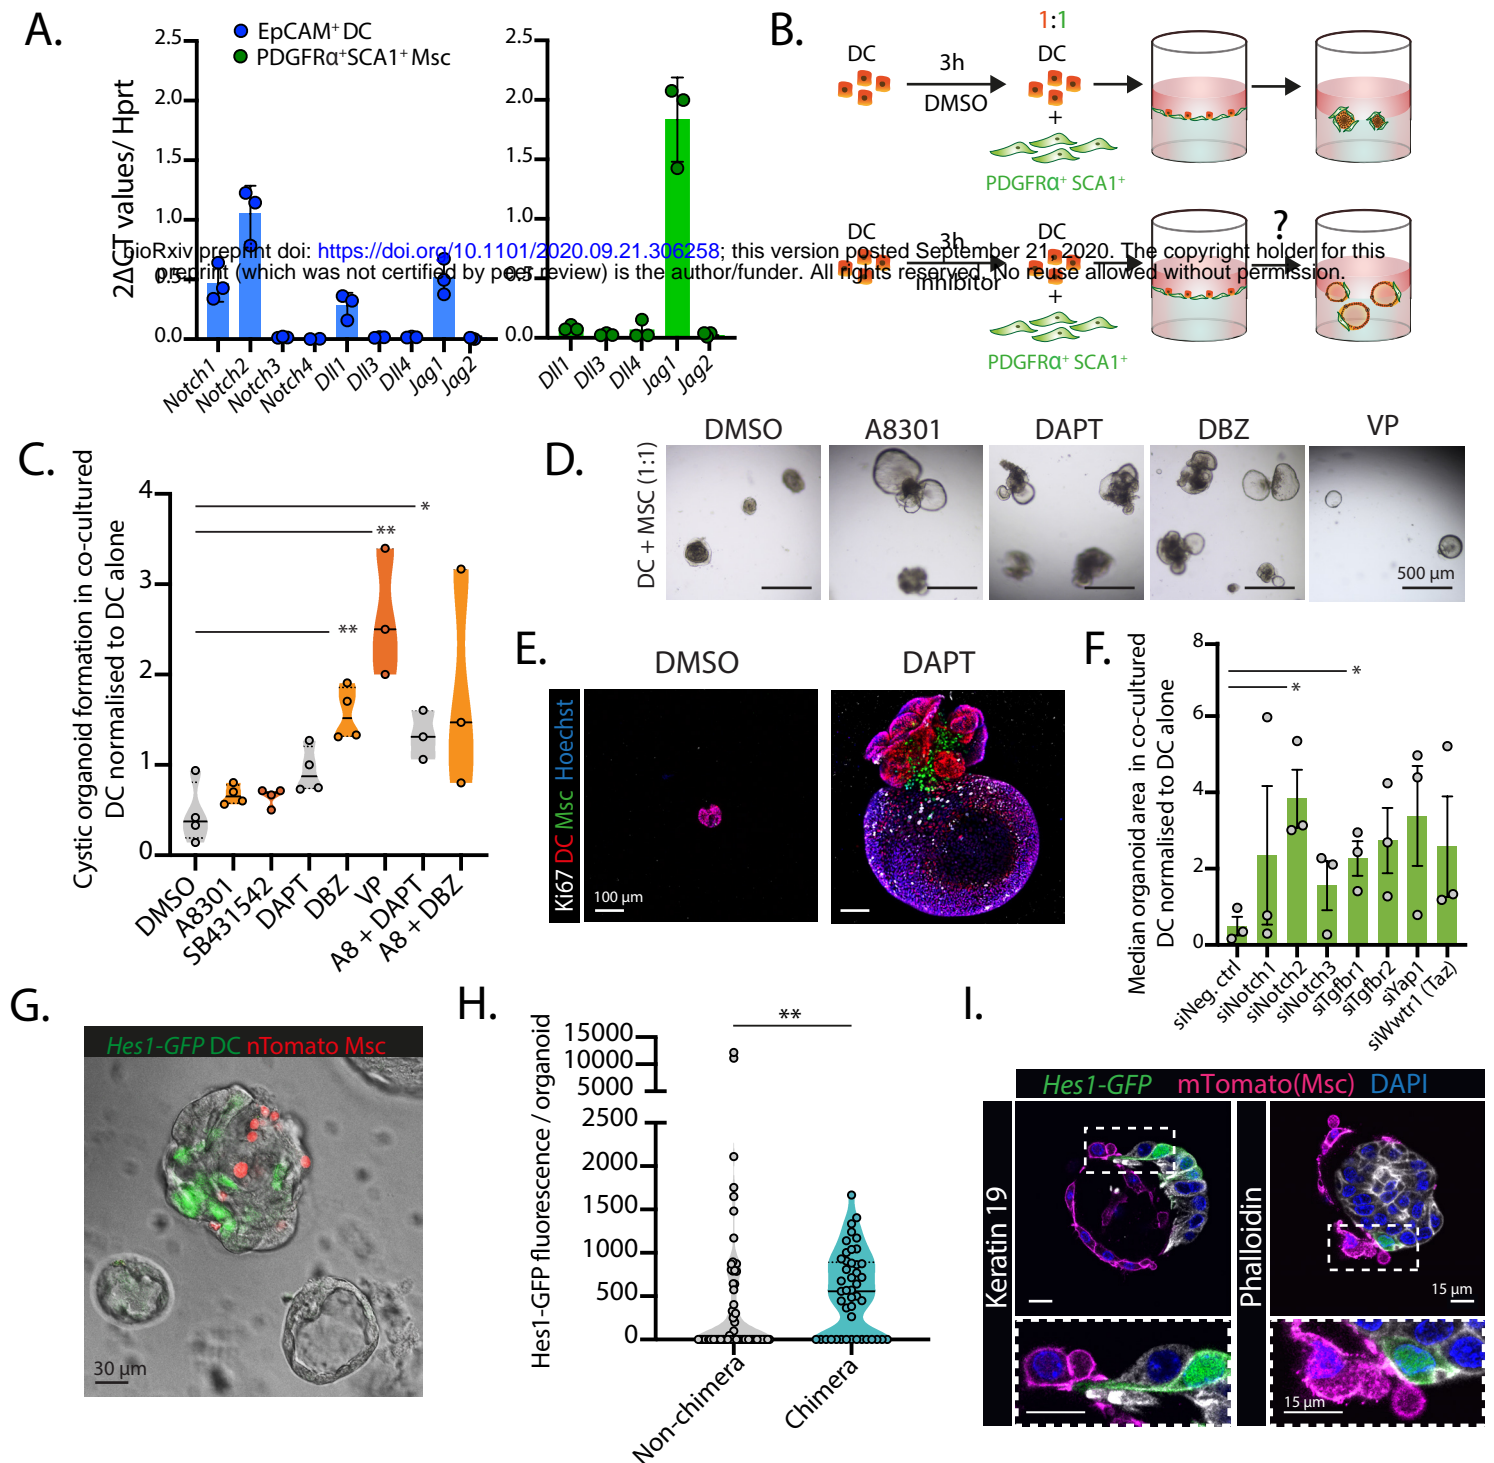 A.
EpCAM⁺ DC
PDGFRα⁺SCA1⁺ Msc
2ΔCT values/ Hprt
2.5
2.0
1.5
1.0
0.5
0.0
Notch1
Notch2
Notch3
Notch4
Dll1
Dll3
Dll4
Jag1
Jag2
2.5
2.0
1.5
1.0
0.5
0.0
Dll1
Dll3
Dll4
Jag1
Jag2
B.
DC
3h
DMSO
1:1
DC
+
PDGFRα⁺ SCA1⁺
DC
3h
inhibitor
DC
+
PDGFRα⁺ SCA1⁺
?
bioRxiv preprint doi: https://doi.org/10.1101/2020.09.21.306258; this version posted September 21, 2020. The copyright holder for this
preprint (which was not certified by peer review) is the author/funder. All rights reserved. No reuse allowed without permission.
C.
Cystic organoid formation in co-cultured
DC normalised to DC alone
4
3
2
1
0
*
**
**
DMSO
A8301
SB431542
DAPT
DBZ
VP
A8 + DAPT
A8 + DBZ
D.
DMSO
A8301
DAPT
DBZ
VP
DC + MSC (1:1)
500 µm
E.
DMSO
DAPT
Ki67 DC Msc Hoechst
100 µm
F.
Median organoid area in co-cultured
DC normalised to DC alone
8
6
4
2
0
*
*
siNeg. ctrl
siNotch1
siNotch2
siNotch3
siTgfbr1
siTgfbr2
siYap1
siWwtr1 (Taz)
G.
Hes1-GFP DC nTomato Msc
30 µm
H.
Hes1-GFP fluorescence / organoid
15000
10000
5000
2500
2000
1500
1000
500
0
**
Non-chimera
Chimera
I.
Hes1-GFP mTomato(Msc) DAPI
Keratin 19
Phalloidin
15 µm
15 µm